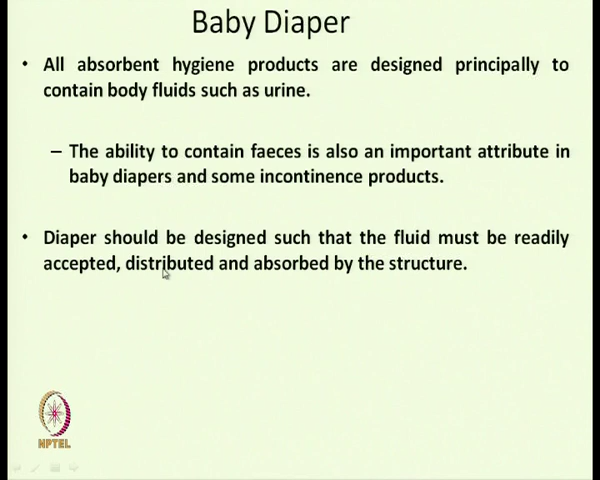 Baby Diaper
• All absorbent hygiene products are designed principally to
contain body fluids such as urine.
– The ability to contain faeces is also an important attribute in
baby diapers and some incontinence products.
• Diaper should be designed such that the fluid must be readily
accepted, distributed and absorbed by the structure.
NPTEL